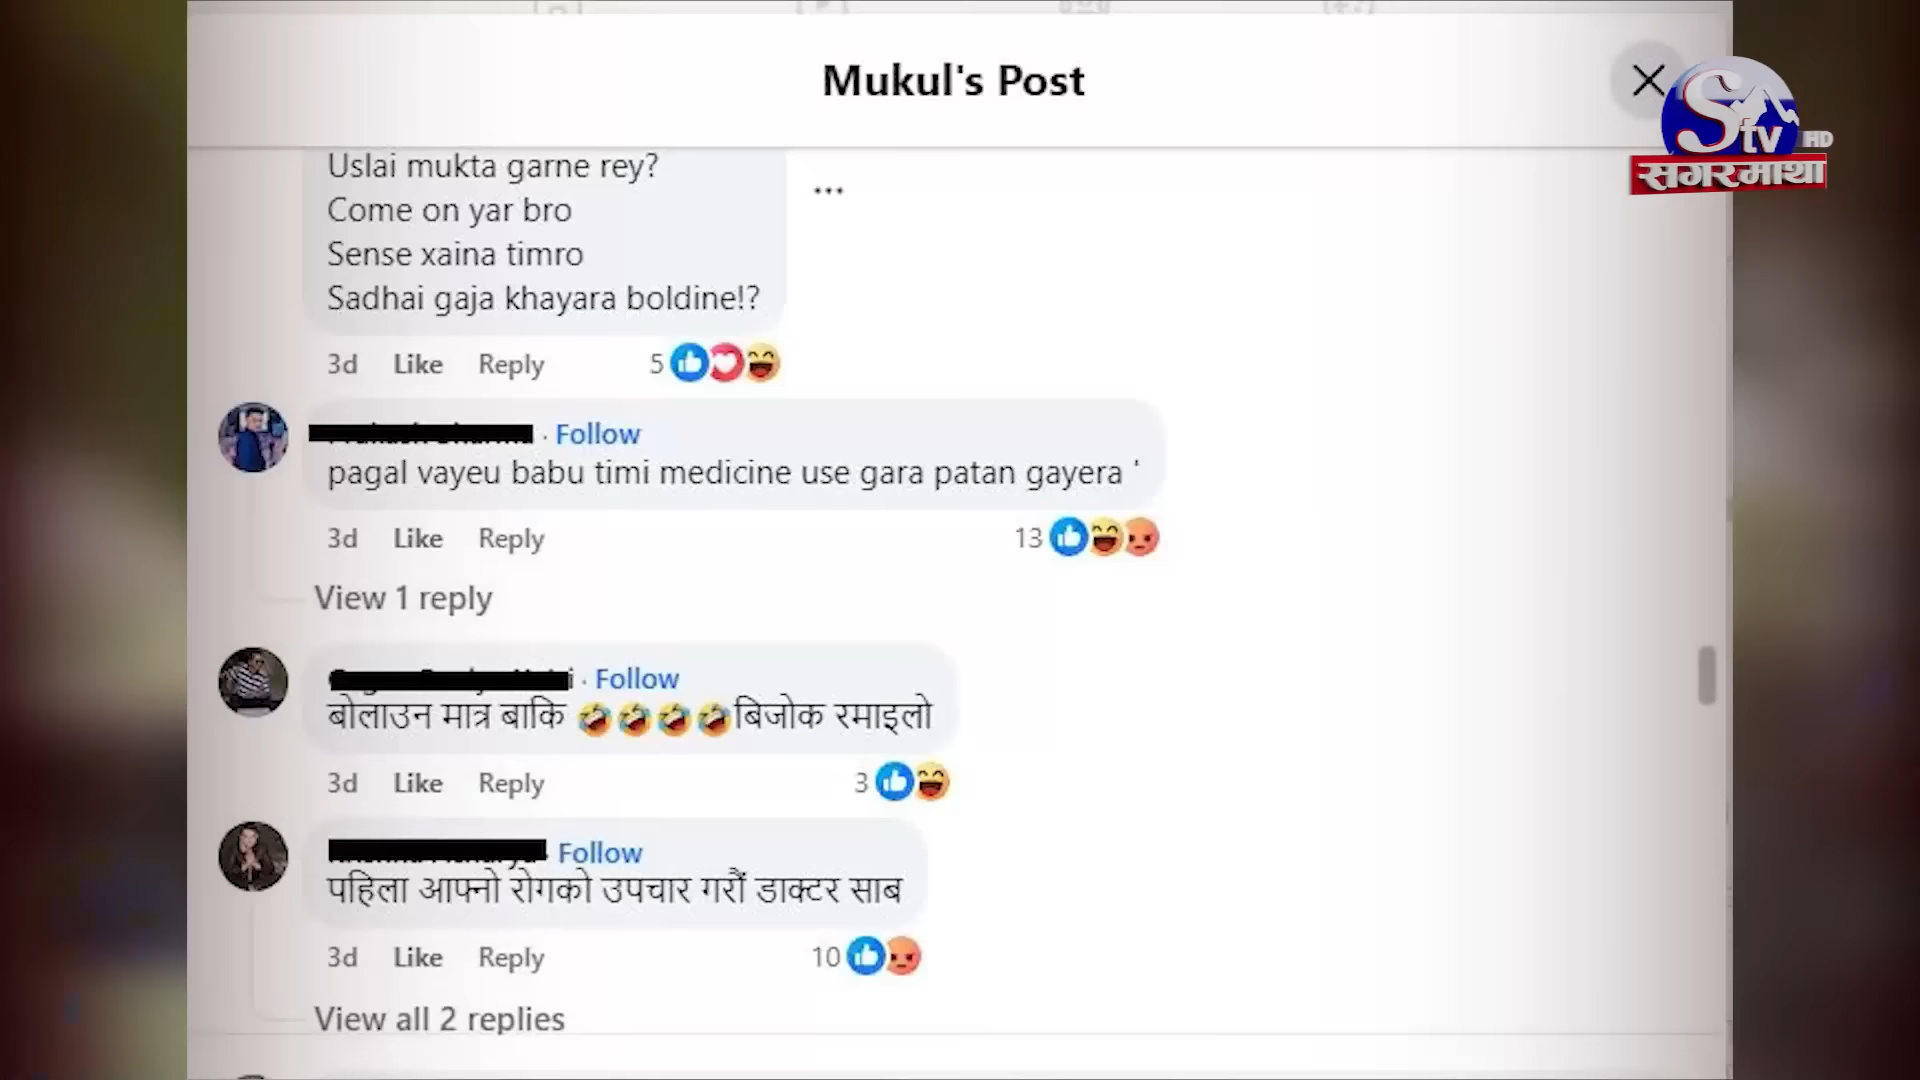 Mukul's Post
Stv HD
सगरमाथा
Uslai mukta garne rey?
Come on yar bro
Sense xaina timro
Sadhai gaja khayara boldine!?
3d Like Reply 5
· Follow
pagal vayeu babu timi medicine use gara patan gayera '
3d Like Reply 13
View 1 reply
· Follow
बोलाउन मात्र बाकि 🤣🤣🤣🤣बिजोक रमाइलो
3d Like Reply 3
Follow
पहिला आफ्नो रोगको उपचार गरौं डाक्टर साब
3d Like Reply 10
View all 2 replies